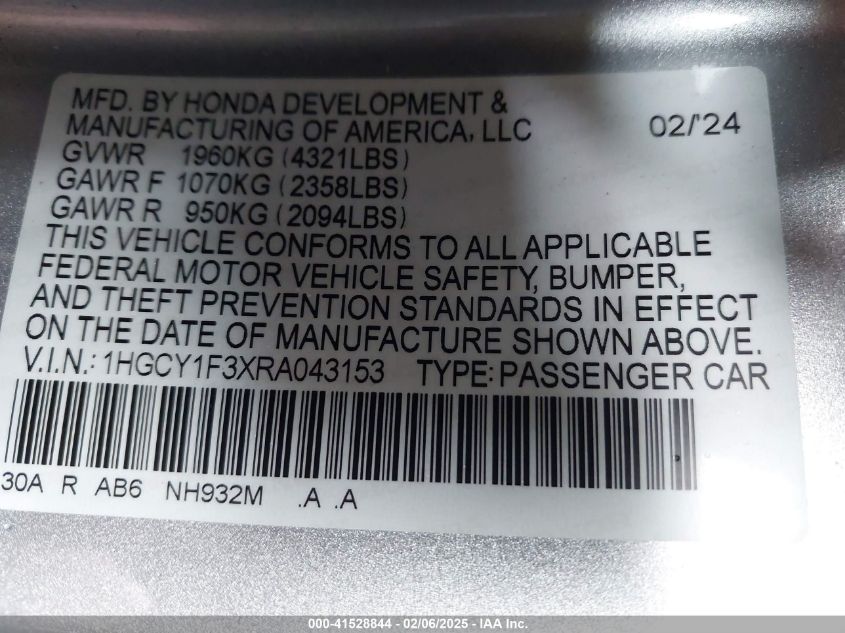 MFD. BY HONDA DEVELOPMENT &
MANUFACTURING OF AMERICA, LLC 02/'24
GVWR 1960KG (4321LBS)
GAWR F 1070KG (2358LBS)
GAWR R 950KG (2094LBS)
THIS VEHICLE CONFORMS TO ALL APPLICABLE
FEDERAL MOTOR VEHICLE SAFETY, BUMPER,
AND THEFT PREVENTION STANDARDS IN EFFECT
ON THE DATE OF MANUFACTURE SHOWN ABOVE.
V.I.N.: 1HGCY1F3XRA043153 TYPE: PASSENGER CAR
30A R AB6 NH932M .A .A
000-41528844 - 02/06/2025 - IAA Inc.